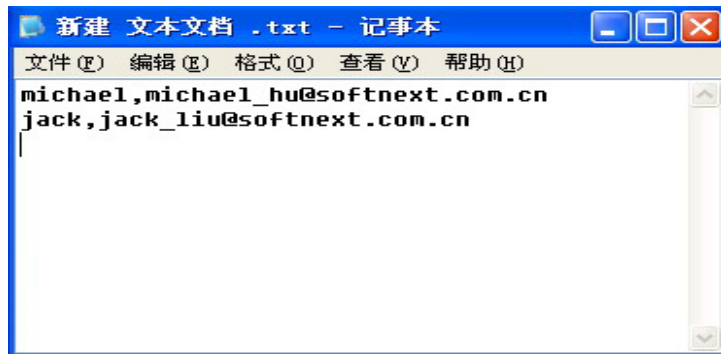 新建 文本文档 .txt - 记事本
文件(F) 编辑(E) 格式(O) 查看(V) 帮助(H)
michael,michael_hu@softnext.com.cn
jack,jack_liu@softnext.com.cn